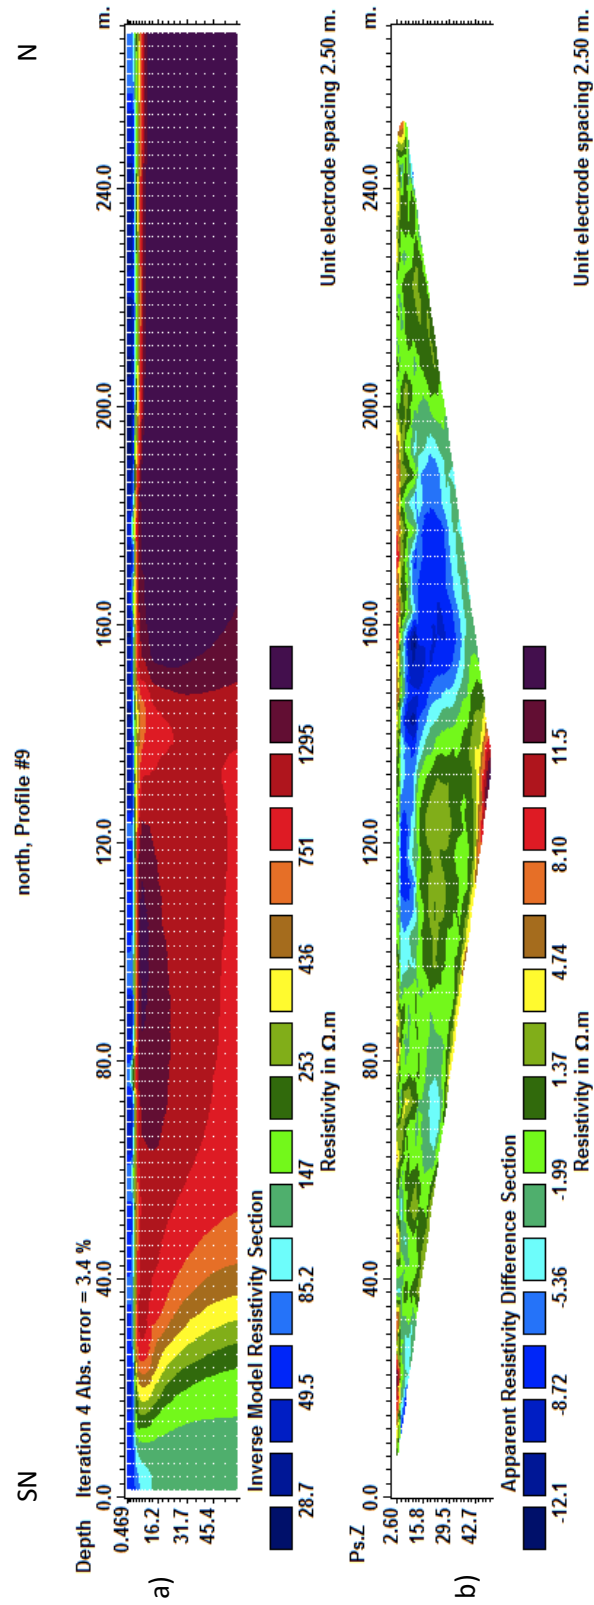 north, Profile #9
SN N
Depth Iteration 4 Abs. error = 3.4 %
0.0 40.0 80.0 120.0 160.0 200.0 240.0 m.
0.469
16.2
31.7
45.4
a)
Inverse Model Resistivity Section
28.7 49.5 85.2 147 253 436 751 1295
Resistivity in Ω.m
Unit electrode spacing 2.50 m.
Ps.Z
0.0 40.0 80.0 120.0 160.0 200.0 240.0 m.
2.60
15.8
29.5
42.7
b)
Apparent Resistivity Difference Section
-12.1 -8.72 -5.36 -1.99 1.37 4.74 8.10 11.5
Resistivity in Ω.m
Unit electrode spacing 2.50 m.